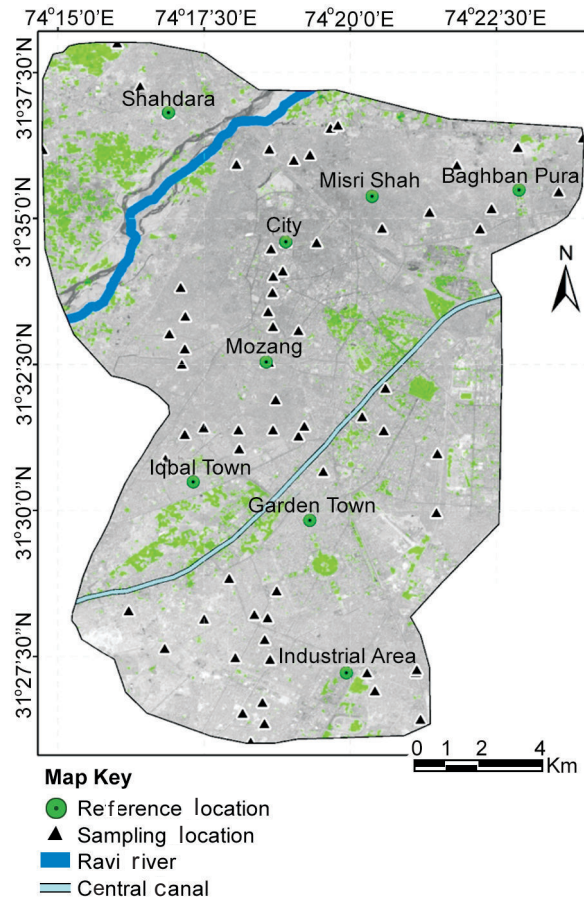 74°15'0"E 74°17'30"E 74°20'0"E 74°22'30"E
31°37'30"N
31°35'0"N
31°32'30"N
31°30'0"N
31°27'30"N
Shahdara
Misri Shah
Baghban Pura
City
N
Mozang
Iqbal Town
Garden Town
Industrial Area
0 1 2 4
Km
Map Key
Reference location
Sampling location
Ravi river
Central canal